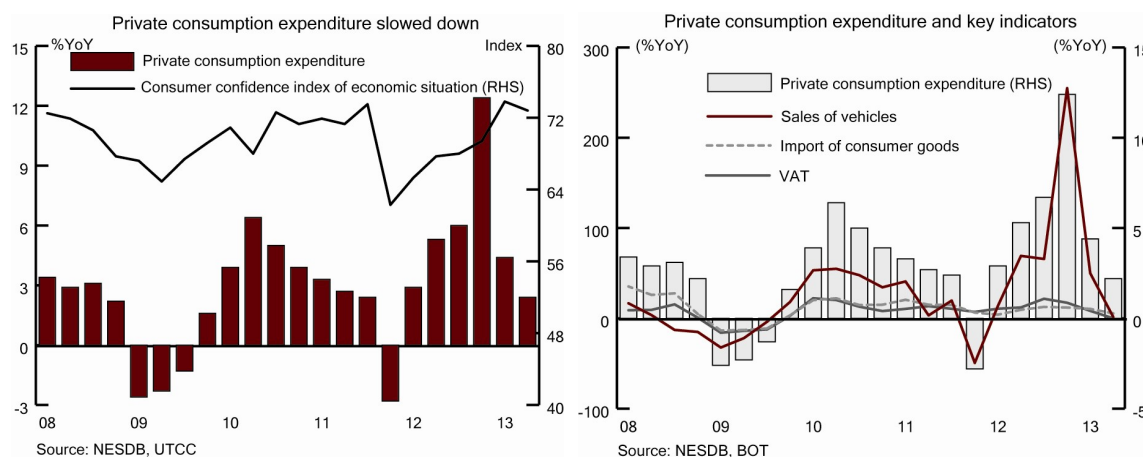 Private consumption expenditure slowed down
%YoY
Index
Private consumption expenditure
Consumer confidence index of economic situation (RHS)
15
12
9
6
3
0
-3
80
72
64
56
48
40
08 09 10 11 12 13
Source: NESDB, UTCC
Private consumption expenditure and key indicators
(%YoY)
(%YoY)
Private consumption expenditure (RHS)
Sales of vehicles
Import of consumer goods
VAT
300
200
100
0
-100
15
10
5
0
-5
08 09 10 11 12 13
Source: NESDB, BOT